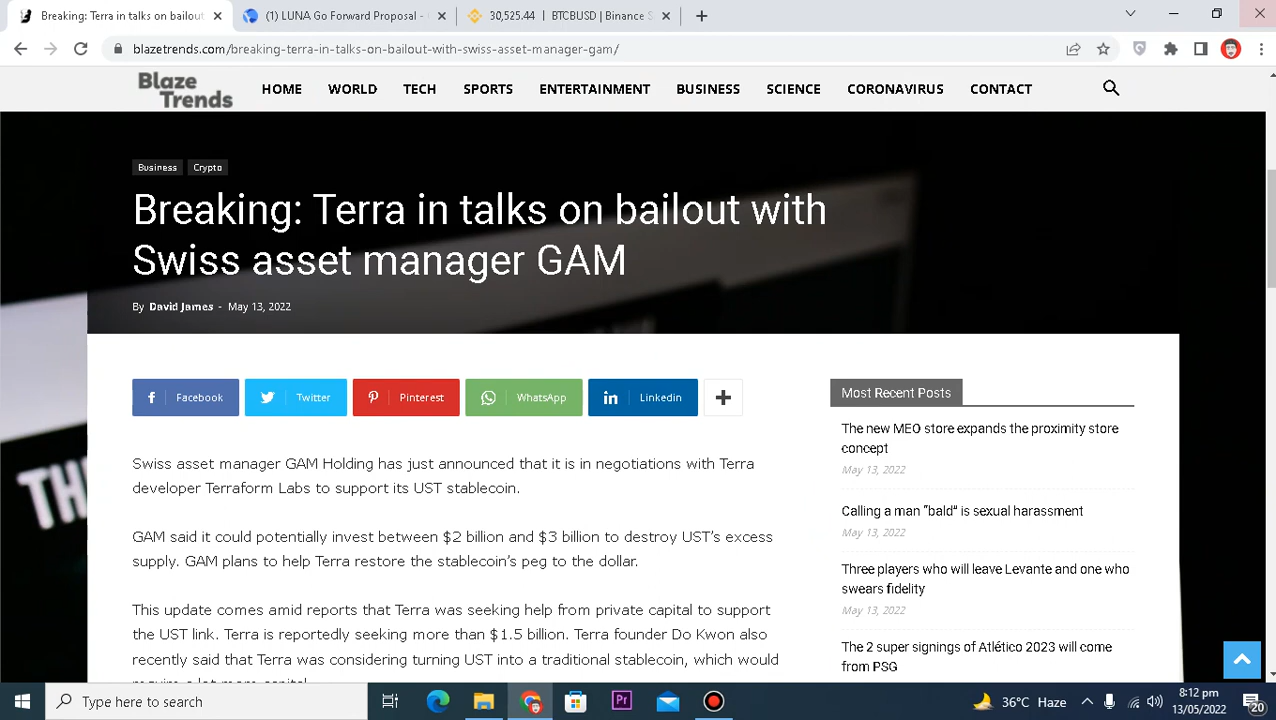 Breaking: Terra in talks on bailout
(1) LUNA Go Forward Proposal -
30,525.44 | BTCBUSD | Binance S
blazetrends.com/breaking-terra-in-talks-on-bailout-with-swiss-asset-manager-gam/
Blaze
Trends
HOME WORLD TECH SPORTS ENTERTAINMENT BUSINESS SCIENCE CORONAVIRUS CONTACT
Business Crypto
Breaking: Terra in talks on bailout with
Swiss asset manager GAM
By David James - May 13, 2022
Facebook Twitter Pinterest WhatsApp Linkedin
Swiss asset manager GAM Holding has just announced that it is in negotiations with Terra
developer Terraform Labs to support its UST stablecoin.
GAM said it could potentially invest between $2 billion and $3 billion to destroy UST's excess
supply. GAM plans to help Terra restore the stablecoin's peg to the dollar.
This update comes amid reports that Terra was seeking help from private capital to support
the UST link. Terra is reportedly seeking more than $1.5 billion. Terra founder Do Kwon also
recently said that Terra was considering turning UST into a traditional stablecoin, which would
require a lot more capital.
Most Recent Posts
The new MEO store expands the proximity store
concept
May 13, 2022
Calling a man "bald" is sexual harassment
May 13, 2022
Three players who will leave Levante and one who
swears fidelity
May 13, 2022
The 2 super signings of Atlético 2023 will come
from PSG
THE
Type here to search
Pr
36°C Haze
8:12 pm
13/05/2022
20